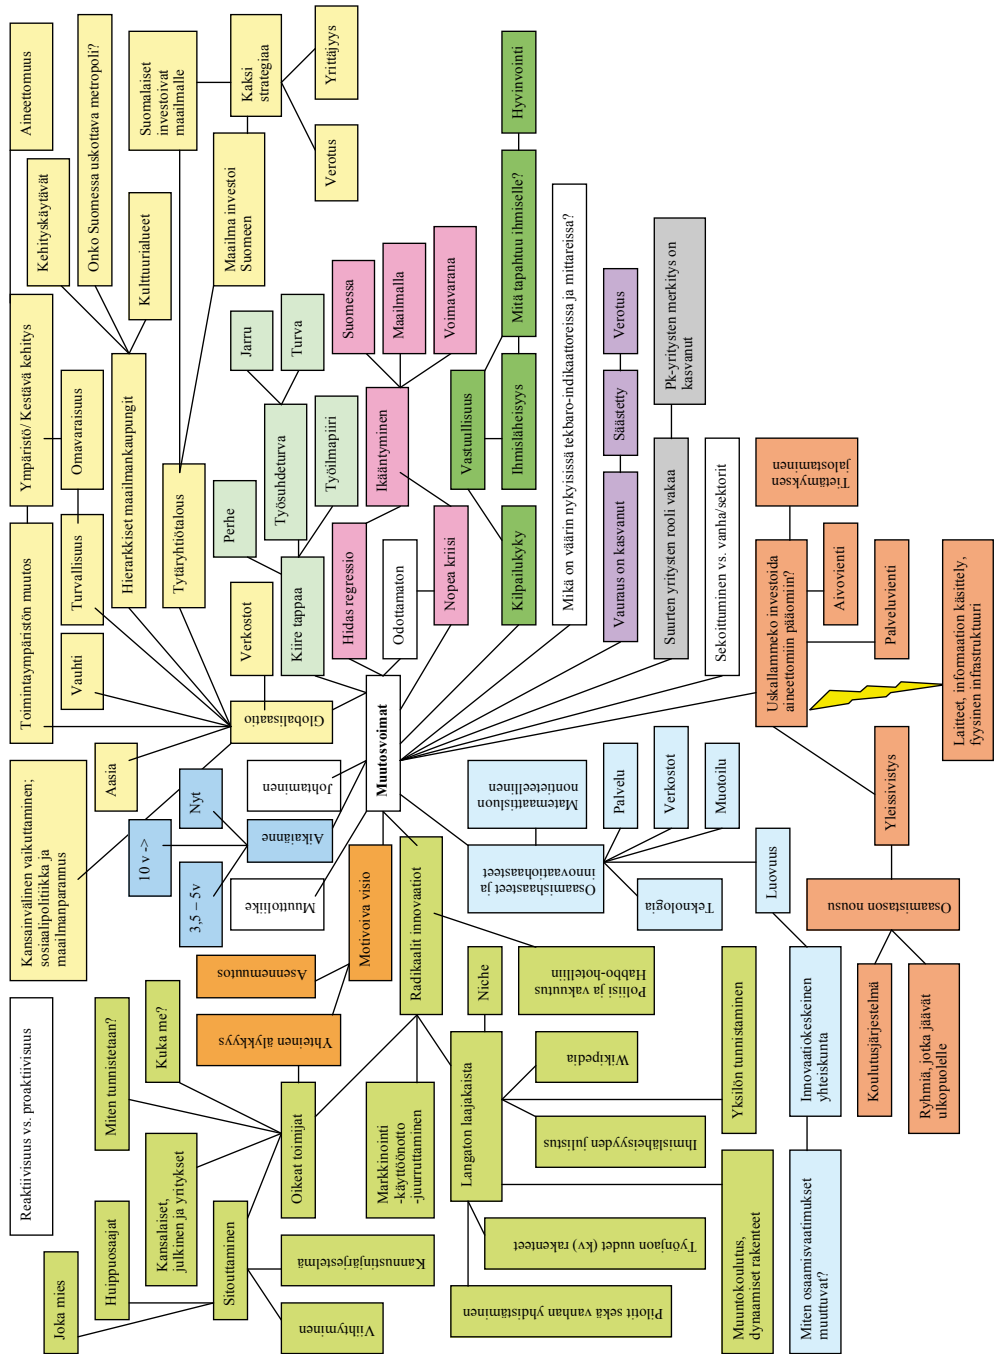 Reaktiivisuus vs. proaktiivisuus
Kansainvälinen vaikuttaminen;
sosiaalipolitiikka ja
maailmanparannus
Toimintaympäristön muutos
Ympäristö/ Kestävä kehitys
Aineettomuus
Aasia
Vauhti
Turvallisuus
Omavaraisuus
Kehityskäytävät
Onko Suomessa uskottava metropoli?
Kulttuurialueet
Hierarkkiset maailmankaupungit
Tytäryhtiötalous
Suomalaiset
investoivat
maailmalle
Kaksi
strategiaa
Yrittäjyys
Verotus
Maailma investoi
Suomeen
Globalisaatio
Verkostot
Kiire tappaa
Perhe
Työsuhdeturva
Jarru
Turva
Työilmapiiri
Hidas regressio
Ikääntyminen
Suomessa
Maailmalla
Voimavarana
Odottamaton
Nopea kriisi
Kilpailukyky
Vastuullisuus
Ihmisläheisyys
Mitä tapahtuu ihmiselle?
Hyvinvointi
Mikä on väärin nykyisissä tekbaro-indikaattoreissa ja mittareissa?
Vauraus on kasvanut
Säästetty
Verotus
Suurten yritysten rooli vakaa
Pk-yritysten merkitys on
kasvanut
Sekoittuminen vs. vanha/sektorit
Muutosvoimat
Johtaminen
Aikajänne
Nyt
10 v ->
3,5 – 5v
Muuttoliike
Motivoiva visio
Asennemuutos
Yhteinen älykkyys
Radikaalit innovaatiot
Oikeat toimijat
Kuka me?
Miten tunnistetaan?
Kansalaiset,
julkinen ja yritykset
Sitouttaminen
Huippuosaajat
Joka mies
Kannustinjärjestelmä
Viihtyminen
Markkinointi
-käyttöönotto
-juurruttaminen
Langaton laajakaista
Niche
Poliisi ja vakuutus
Habbo-hotelliin
Wikipedia
Ihmisläheisyyden julistus
Työnjaon uudet (kv) rakenteet
Pilotit sekä vanhan yhdistäminen
Yksilön tunnistaminen
Muuntokoulutus,
dynaamiset rakenteet
Osaamishaasteet ja
innovaatiohaasteet
Matemaattisluon
nontieteellinen
Palvelu
Verkostot
Muotoilu
Teknologia
Luovuus
Innovaatiokeskeinen
yhteiskunta
Miten osaamisvaatimukset
muuttuvat?
Uskallammeko investoida
aineettomiin pääomiin?
Tietämyksen
jalostaminen
Aivovienti
Palveluvienti
Laitteet, infomaation käsittely,
fyysinen infrastruktuuri
Yleissivistys
Osaamistason nousu
Koulutusjärjestelmä
Ryhmiä, jotka jäävät
ulkopuolelle